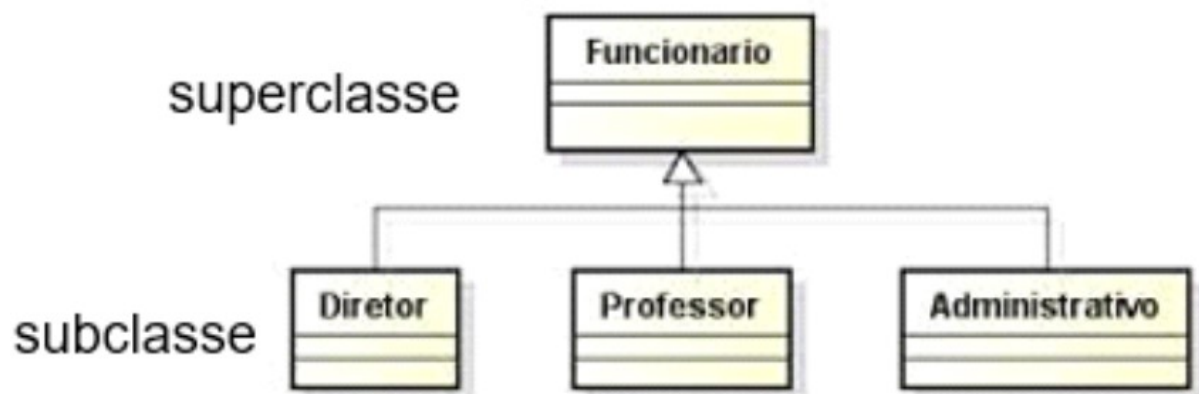 Funcionario
superclasse
subclasse
Diretor
Professor
Administrativo